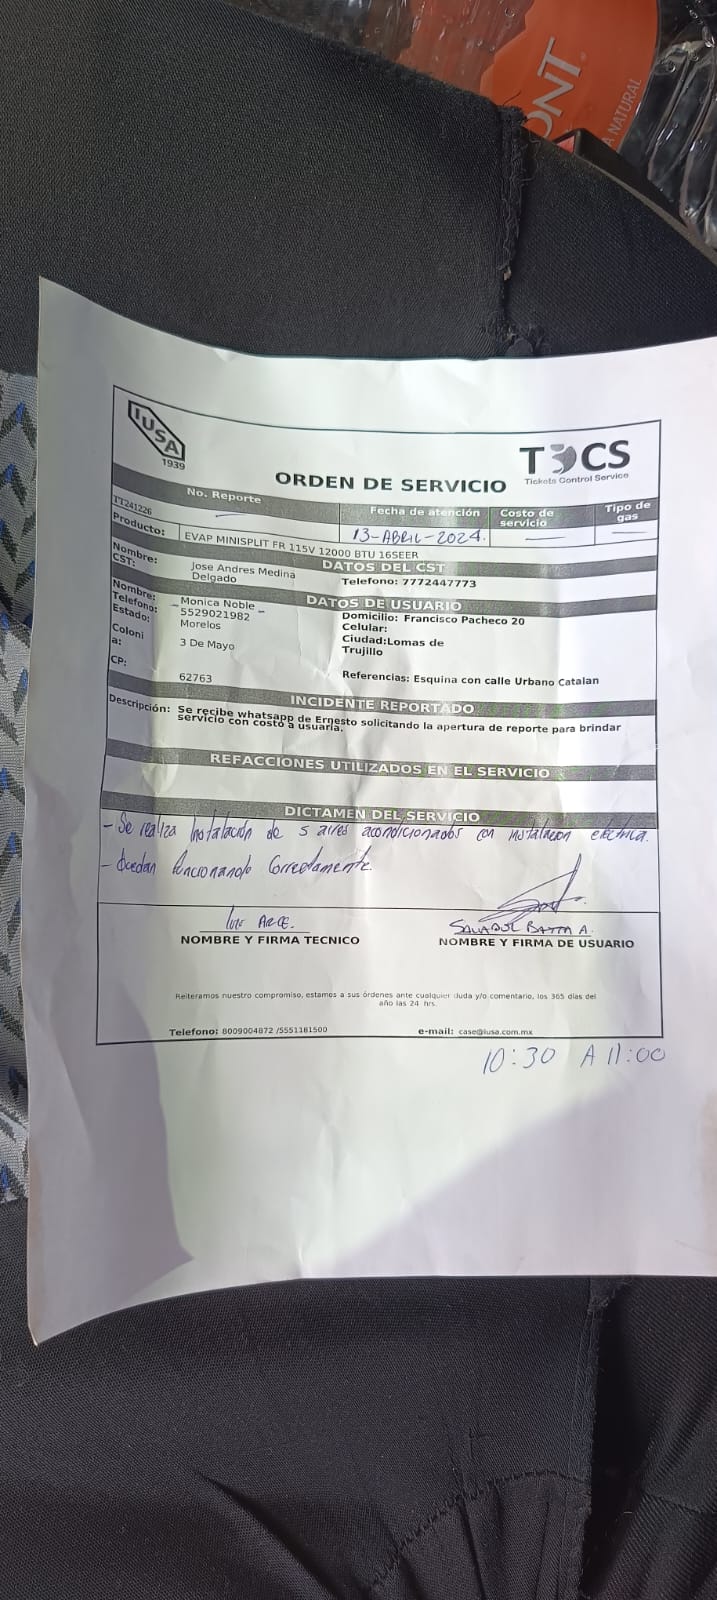 ONT
A NATURAL
IUSA
1939
ORDEN DE SERVICIO
TCS
Tickets Control Service
No. Reporte
Fecha de atención
Costo de servicio
Tipo de gas
TT241226
13-ABRIL-2024.
Producto:
EVAP MINISPLIT FR 115V 12000 BTU 16SEER
DATOS DEL CST
Nombre: CST:
Jose Andres Medina Delgado
Telefono: 7772447773
DATOS DE USUARIO
Nombre: Monica Noble
Telefono: 5529021982
Estado: Morelos
Colonia: 3 De Mayo
CP: 62763
Domicilio: Francisco Pacheco 20
Celular:
Ciudad:Lomas de
Trujillo
Referencias: Esquina con calle Urbano Catalan
INCIDENTE REPORTADO
Descripción: Se recibe whatsapp de Ernesto solicitando la apertura de reporte para brindar
servicio con costo a usuaria.
REFACCIONES UTILIZADOS EN EL SERVICIO
DICTAMEN DEL SERVICIO
- Se realiza Instalación de 5 aires acondicionados con instalacion electrica.
- Quedan funcionando Correctamente.
ARCE.
NOMBRE Y FIRMA TECNICO
SALVADOR A.
NOMBRE Y FIRMA DE USUARIO
Reiteramos nuestro compromiso, estamos a sus órdenes ante cualquier duda y/o comentario, los 365 dias del
año las 24 hrs.
Telefono: 8009004872 /5551181500
e-mail: case@iusa.com.mx
10:30 A 11:00